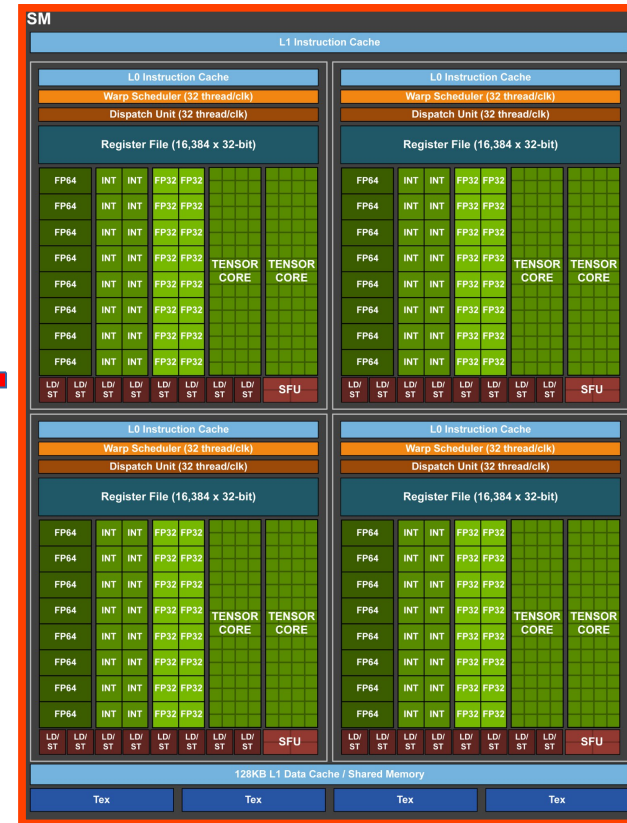 SM
L1 Instruction Cache
L0 Instruction Cache
Warp Scheduler (32 thread/clk)
Dispatch Unit (32 thread/clk)
Register File (16,384 x 32-bit)
FP64 INT INT FP32 FP32
FP64 INT INT FP32 FP32
FP64 INT INT FP32 FP32
FP64 INT INT FP32 FP32 TENSOR CORE TENSOR CORE
FP64 INT INT FP32 FP32
FP64 INT INT FP32 FP32
FP64 INT INT FP32 FP32
FP64 INT INT FP32 FP32
LD/ST LD/ST LD/ST LD/ST LD/ST LD/ST LD/ST LD/ST SFU
L0 Instruction Cache
Warp Scheduler (32 thread/clk)
Dispatch Unit (32 thread/clk)
Register File (16,384 x 32-bit)
FP64 INT INT FP32 FP32
FP64 INT INT FP32 FP32
FP64 INT INT FP32 FP32
FP64 INT INT FP32 FP32 TENSOR CORE TENSOR CORE
FP64 INT INT FP32 FP32
FP64 INT INT FP32 FP32
FP64 INT INT FP32 FP32
FP64 INT INT FP32 FP32
LD/ST LD/ST LD/ST LD/ST LD/ST LD/ST LD/ST LD/ST SFU
L0 Instruction Cache
Warp Scheduler (32 thread/clk)
Dispatch Unit (32 thread/clk)
Register File (16,384 x 32-bit)
FP64 INT INT FP32 FP32
FP64 INT INT FP32 FP32
FP64 INT INT FP32 FP32
FP64 INT INT FP32 FP32 TENSOR CORE TENSOR CORE
FP64 INT INT FP32 FP32
FP64 INT INT FP32 FP32
FP64 INT INT FP32 FP32
FP64 INT INT FP32 FP32
LD/ST LD/ST LD/ST LD/ST LD/ST LD/ST LD/ST LD/ST SFU
L0 Instruction Cache
Warp Scheduler (32 thread/clk)
Dispatch Unit (32 thread/clk)
Register File (16,384 x 32-bit)
FP64 INT INT FP32 FP32
FP64 INT INT FP32 FP32
FP64 INT INT FP32 FP32
FP64 INT INT FP32 FP32 TENSOR CORE TENSOR CORE
FP64 INT INT FP32 FP32
FP64 INT INT FP32 FP32
FP64 INT INT FP32 FP32
FP64 INT INT FP32 FP32
LD/ST LD/ST LD/ST LD/ST LD/ST LD/ST LD/ST LD/ST SFU
128KB L1 Data Cache / Shared Memory
Tex Tex Tex Tex